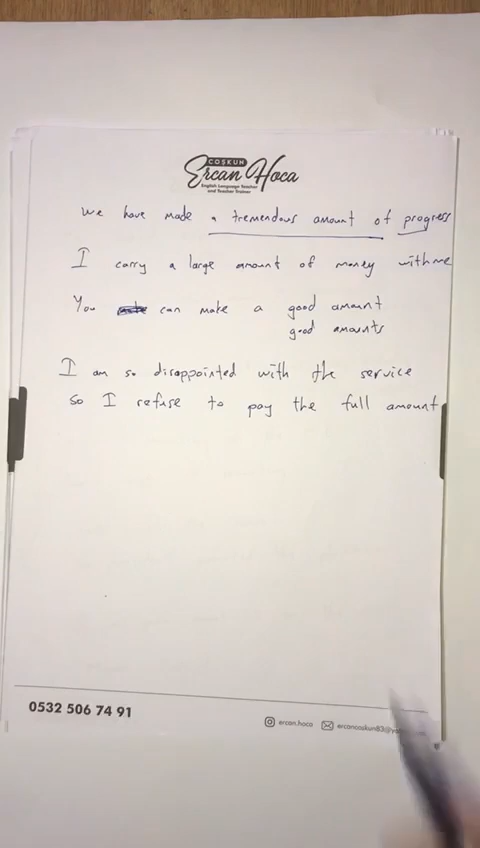 COŞKUN
Ercan Hoca
English Language Teacher
and Teacher Trainer
We have made a tremendous amount of progress
I carry a large amount of money with me
You can make a good amount
good amounts
I am so disappointed with the service
so I refuse to pay the full amount
0532 506 74 91
ercan.hoca
ercancoskun83@